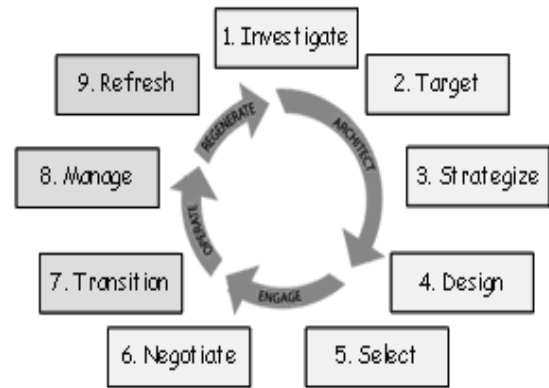 1. Investigate
2. Target
3. Strategize
4. Design
5. Select
6. Negotiate
7. Transition
8. Manage
9. Refresh
ARCHITECT
ENGAGE
OPERATE
REGENERATE